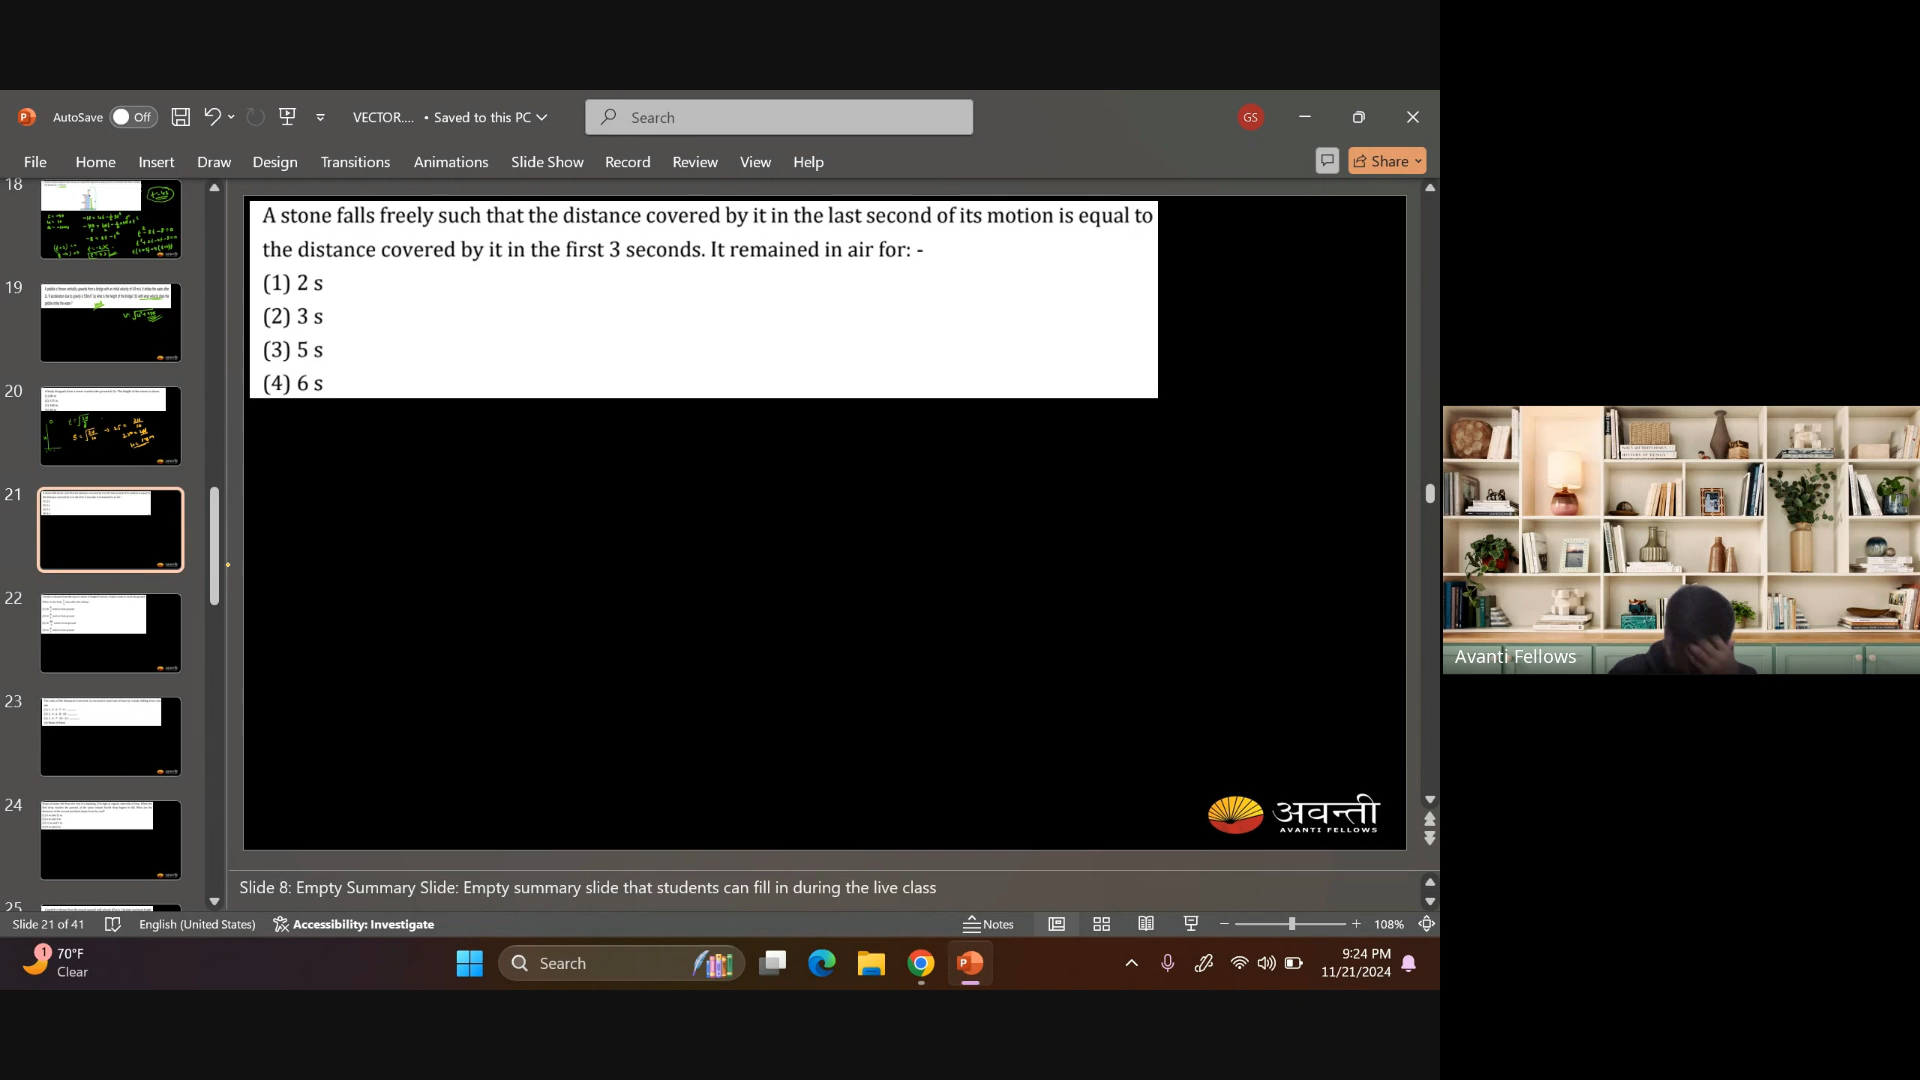 AutoSave Off VECTOR.... • Saved to this PC Search GS
File Home Insert Draw Design Transitions Animations Slide Show Record Review View Help Share
18
19
20
21
22
23
24
25
A stone falls freely such that the distance covered by it in the last second of its motion is equal to
the distance covered by it in the first 3 seconds. It remained in air for: -
(1) 2 s
(2) 3 s
(3) 5 s
(4) 6 s
अवन्ती
AVANTI FELLOWS
Avanti Fellows
Slide 8: Empty Summary Slide: Empty summary slide that students can fill in during the live class
Slide 21 of 41 English (United States) Accessibility: Investigate Notes 108%
1 70°F
Clear
Search
9:24 PM
11/21/2024